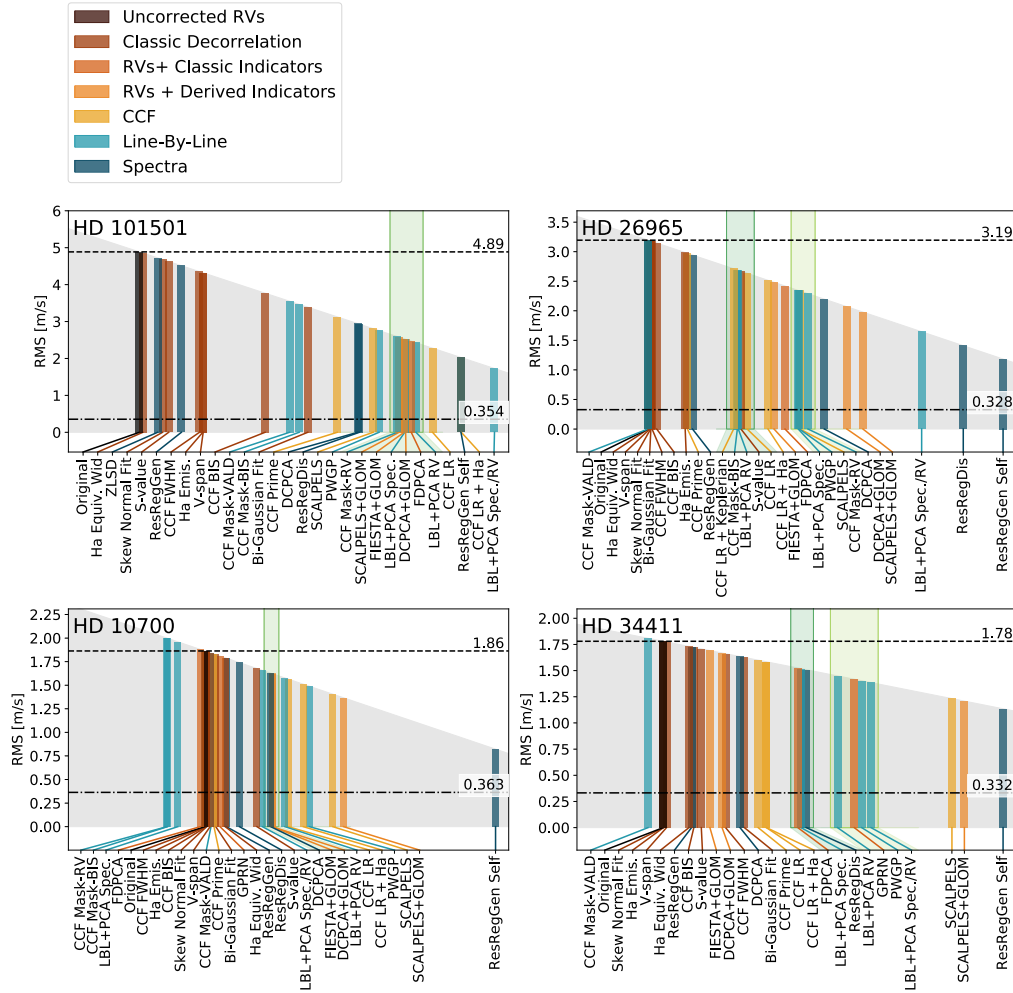 Uncorrected RVs
Classic Decorrelation
RVs+ Classic Indicators
RVs + Derived Indicators
CCF
Line-By-Line
Spectra
HD 101501
RMS [m/s]
6
5
4
3
2
1
0
4.89
0.354
Original
Ha Equiv. Wid
ZLSD
Skew Normal Fit
S-value
ResRegGen
CCF FWHM
Ha Emis.
V-span
CCF BIS
CCF Mask-VALD
CCF Mask-BIS
Bi-Gaussian Fit
CCF Prime
DCPCA
ResRegDis
SCALPELS
PWGP
CCF Mask-RV
SCALPELS+GLOM
FIESTA+GLOM
LBL+PCA Spec.
DCPCA+GLOM
FDPCA
LBL+PCA RV
CCF LR
ResRegGen Self
CCF LR + Ha
LBL+PCA Spec./RV
HD 26965
RMS [m/s]
3.5
3.0
2.5
2.0
1.5
1.0
0.5
0.0
3.19
0.328
CCF Mask-VALD
Original
Ha Equiv. Wid
V-span
Skew Normal Fit
Bi-Gaussian Fit
CCF FWHM
CCF BIS
Ha Emis.
CCF Prime
ResRegGen
CCF LR + Keplerian
CCF Mask-BIS
LBL+PCA RV
S-value
CCF LR
CCF LR + Ha
FIESTA+GLOM
FDPCA
LBL+PCA Spec.
PWGP
SCALPELS
CCF Mask-RV
DCPCA
DCPCA+GLOM
SCALPELS+GLOM
LBL+PCA Spec./RV
ResRegDis
ResRegGen Self
HD 10700
RMS [m/s]
2.25
2.00
1.75
1.50
1.25
1.00
0.75
0.50
0.25
0.00
1.86
0.363
CCF Mask-RV
CCF Mask-BIS
LBL+PCA Spec.
FDPCA
Original
CCF FWHM
Ha Emis.
CCF BIS
Skew Normal Fit
V-span
CCF Mask-VALD
CCF Prime
Bi-Gaussian Fit
GPRN
Ha Equiv. Wid
ResRegGen
ResRegDis
S-value
LBL+PCA Spec./RV
DCPCA
FIESTA+GLOM
DCPCA+GLOM
LBL+PCA RV
CCF LR
CCF LR + Ha
PWGP
SCALPELS
SCALPELS+GLOM
ResRegGen Self
HD 34411
RMS [m/s]
2.00
1.75
1.50
1.25
1.00
0.75
0.50
0.25
0.00
1.78
0.332
CCF Mask-VALD
Original
Skew Normal Fit
Ha Emis.
V-span
Ha Equiv. Wid
ResRegGen
CCF BIS
S-value
FIESTA+GLOM
DCPCA+GLOM
CCF FWHM
DCPCA
Bi-Gaussian Fit
CCF Prime
CCF LR
CCF LR + Ha
FDPCA
LBL+PCA Spec.
ResRegDis
LBL+PCA RV
GPRN
PWGP
LBL+PCA Spec./RV
SCALPELS
SCALPELS+GLOM
ResRegGen Self